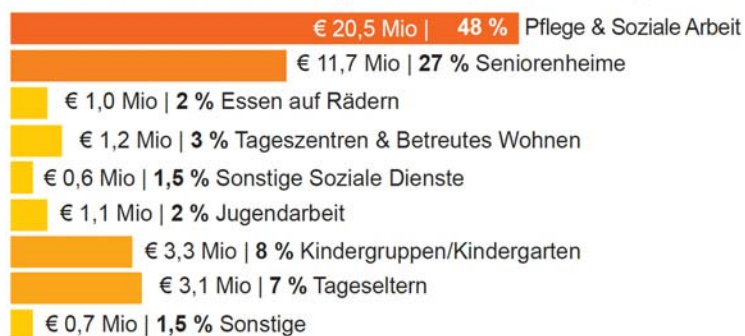 € 20,5 Mio | 48 % Pflege & Soziale Arbeit
€ 11,7 Mio | 27 % Seniorenheime
€ 1,0 Mio | 2 % Essen auf Rädern
€ 1,2 Mio | 3 % Tageszentren & Betreutes Wohnen
€ 0,6 Mio | 1,5 % Sonstige Soziale Dienste
€ 1,1 Mio | 2 % Jugendarbeit
€ 3,3 Mio | 8 % Kindergruppen/Kindergarten
€ 3,1 Mio | 7 % Tageseltern
€ 0,7 Mio | 1,5 % Sonstige